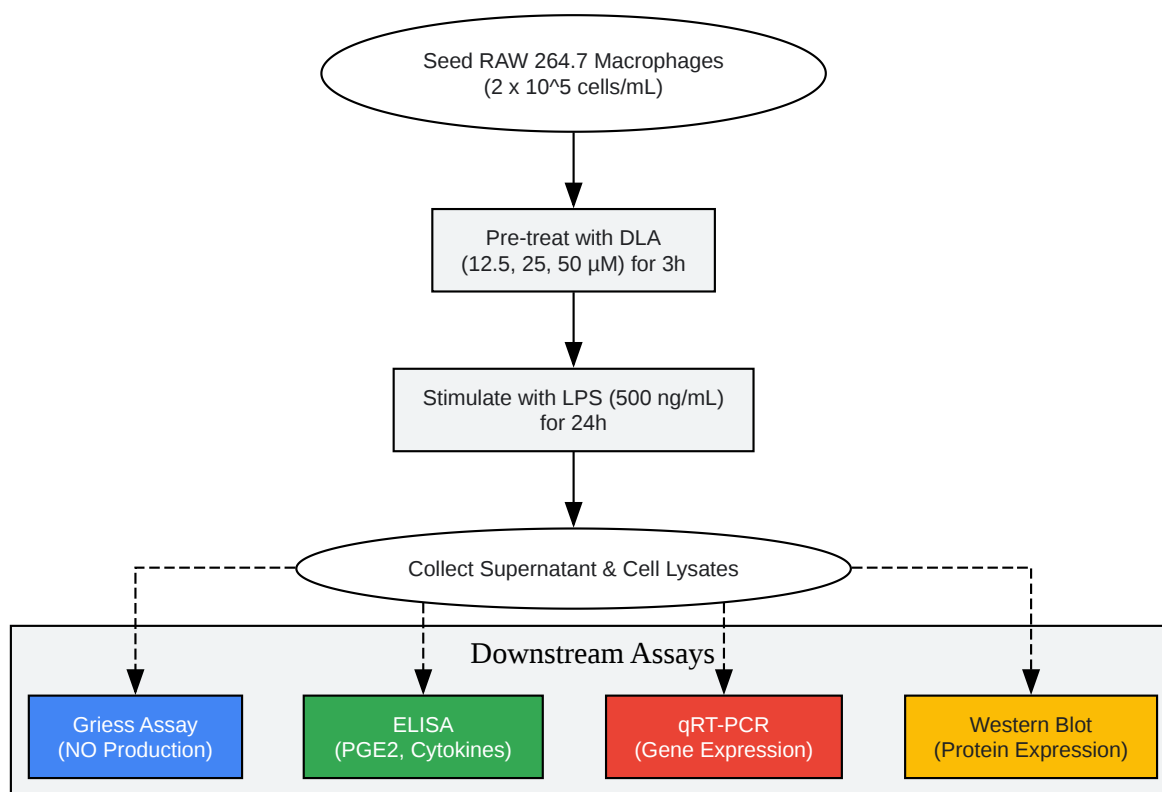 Seed RAW 264.7 Macrophages
(2 x 10^5 cells/mL)
Pre-treat with DLA
(12.5, 25, 50 µM) for 3h
Stimulate with LPS (500 ng/mL)
for 24h
Collect Supernatant & Cell Lysates
Downstream Assays
Griess Assay
(NO Production)
ELISA
(PGE2, Cytokines)
qRT-PCR
(Gene Expression)
Western Blot
(Protein Expression)